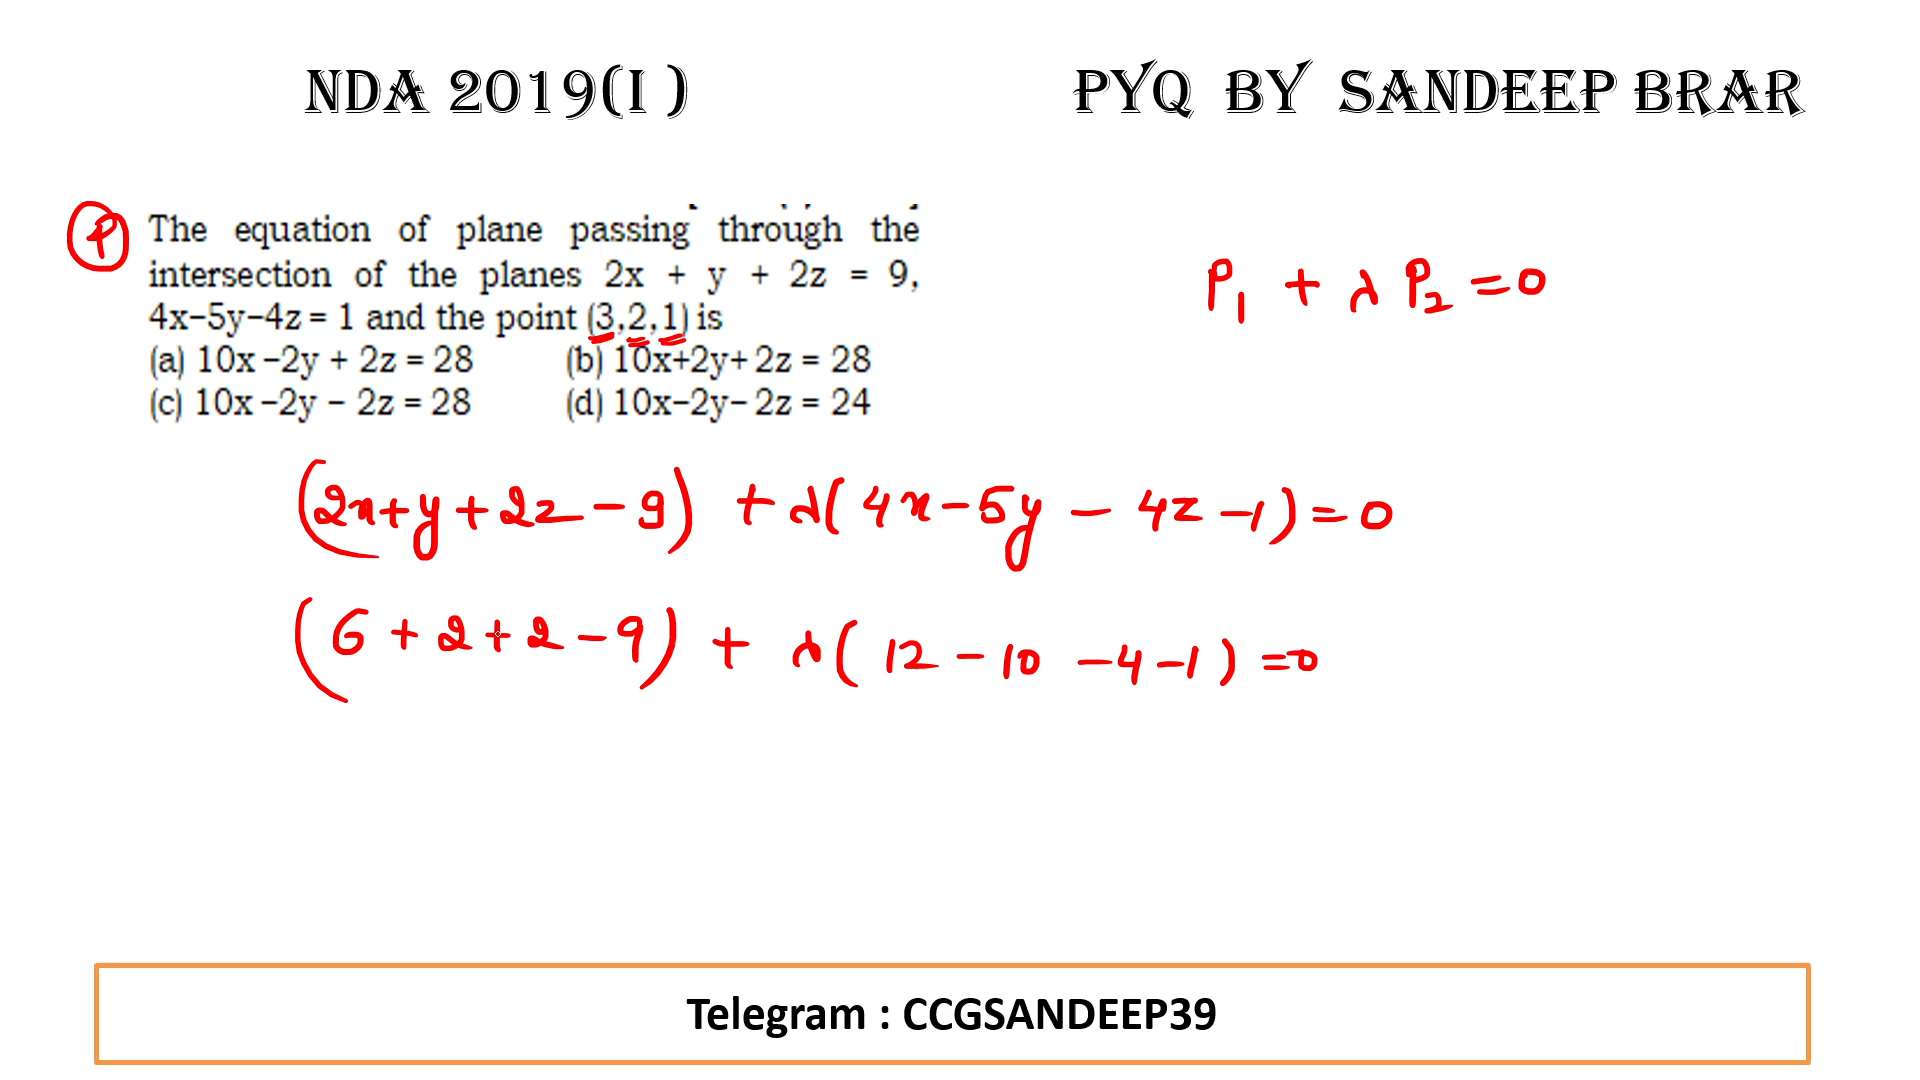 NDA 2019(I ) PYQ BY SANDEEP BRAR
The equation of plane passing through the
intersection of the planes 2x + y + 2z = 9,
4x–5y–4z = 1 and the point (3,2,1) is
(a) 10x –2y + 2z = 28 (b) 10x+2y+ 2z = 28
(c) 10x –2y – 2z = 28 (d) 10x–2y– 2z = 24
P₁ + λ P₂ = 0
(2x+y+2z – 9) + λ( 4x – 5y – 4z – 1) = 0
( 6 + 2 + 2 – 9) + λ( 12 – 10 – 4 – 1 ) = 0
Telegram : CCGSANDEEP39